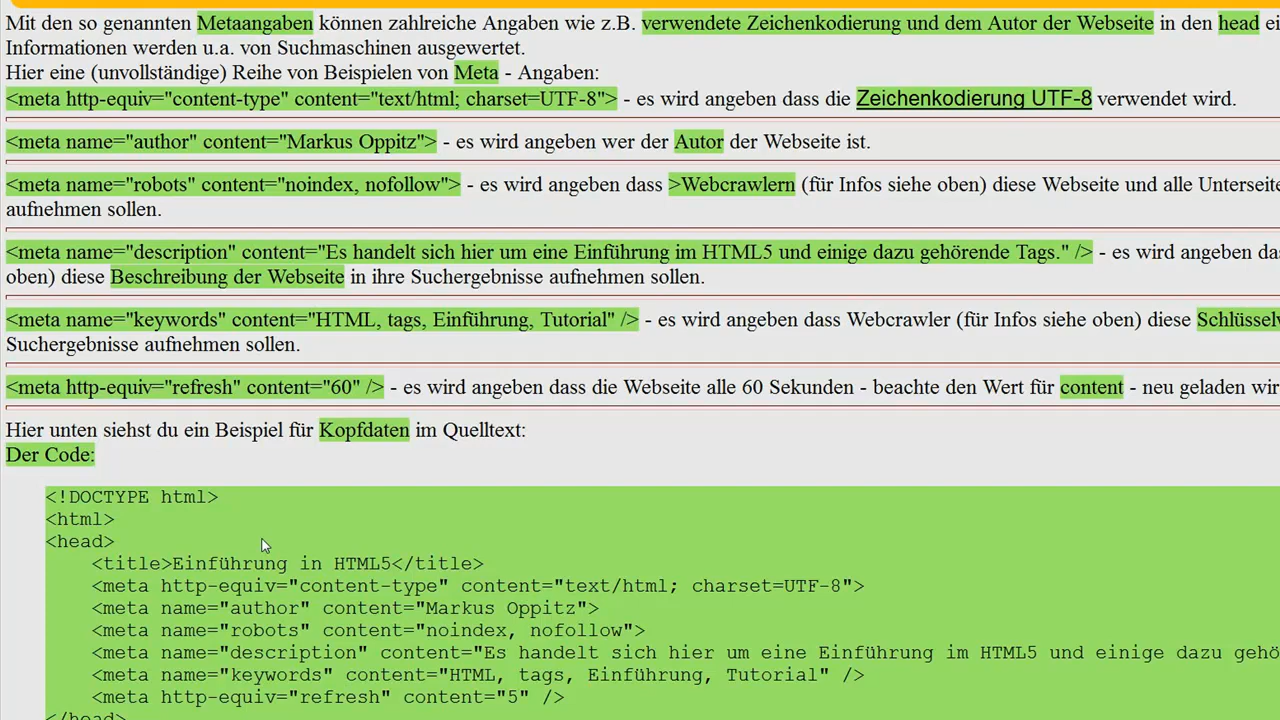 Mit den so genannten Metaangaben können zahlreiche Angaben wie z.B. verwendete Zeichenkodierung und dem Autor der Webseite in den head
Informationen werden u.a. von Suchmaschinen ausgewertet.
Hier eine (unvollständige) Reihe von Beispielen von Meta - Angaben:
<meta http-equiv="content-type" content="text/html; charset=UTF-8"> - es wird angeben dass die Zeichenkodierung UTF-8 verwendet wird.
<meta name="author" content="Markus Oppitz"> - es wird angeben wer der Autor der Webseite ist.
<meta name="robots" content="noindex, nofollow"> - es wird angeben dass >Webcrawlern (für Infos siehe oben) diese Webseite und alle
aufnehmen sollen.
<meta name="description" content="Es handelt sich hier um eine Einführung im HTML5 und einige dazu gehörende Tags." /> - es wird angeben
oben) diese Beschreibung der Webseite in ihre Suchergebnisse aufnehmen sollen.
<meta name="keywords" content="HTML, tags, Einführung, Tutorial" /> - es wird angeben dass Webcrawler (für Infos siehe oben) diese
Suchergebnisse aufnehmen sollen.
<meta http-equiv="refresh" content="60" /> - es wird angeben dass die Webseite alle 60 Sekunden - beachte den Wert für content - neu geladen
Hier unten siehst du ein Beispiel für Kopfdaten im Quelltext:
Der Code:
<!DOCTYPE html>
<html>
<head>
<title>Einführung in HTML5</title>
<meta http-equiv="content-type" content="text/html; charset=UTF-8">
<meta name="author" content="Markus Oppitz">
<meta name="robots" content="noindex, nofollow">
<meta name="description" content="Es handelt sich hier um eine Einführung im HTML5 und einige dazu
<meta name="keywords" content="HTML, tags, Einführung, Tutorial" />
<meta http-equiv="refresh" content="5" />
</head>